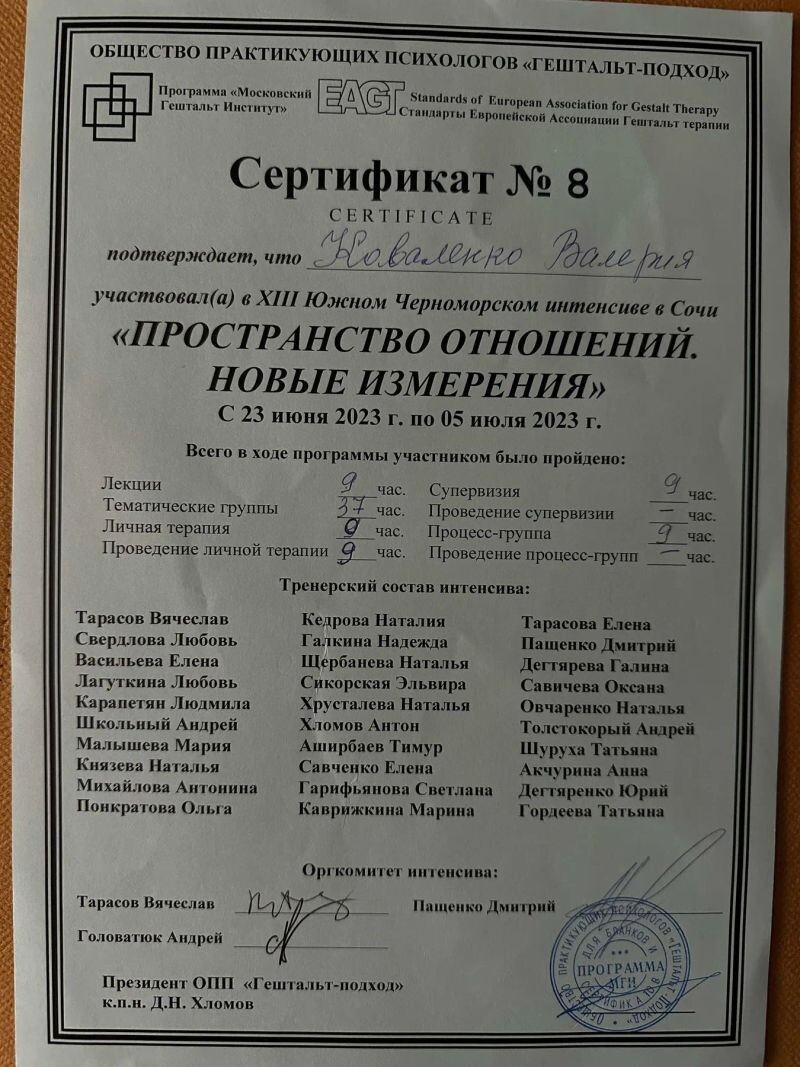 ОБЩЕСТВО ПРАКТИКУЮЩИХ ПСИХОЛОГОВ «ГЕШТАЛЬТ-ПОДХОД»
Программа «Московский
Гештальт Институт»
EAGT
Standards of European Association for Gestalt Therapy
Стандарты Европейской Ассоциации Гештальт терапии
Сертификат № 8
CERTIFICATE
подтверждает, что Коваленко Валерия
участвовал(а) в XIII Южном Черноморском интенсиве в Сочи
«ПРОСТРАНСТВО ОТНОШЕНИЙ.
НОВЫЕ ИЗМЕРЕНИЯ»
С 23 июня 2023 г. по 05 июля 2023 г.
Всего в ходе программы участником было пройдено:
Лекции 9 час. Супервизия 9 час.
Тематические группы 37 час. Проведение супервизии — час.
Личная терапия 9 час. Процесс-группа 9 час.
Проведение личной терапии 9 час. Проведение процесс-групп — час.
Тренерский состав интенсива:
Тарасов Вячеслав Кедрова Наталия Тарасова Елена
Свердлова Любовь Галкина Надежда Пащенко Дмитрий
Васильева Елена Щербанева Наталья Дегтярева Галина
Лагуткина Любовь Сикорская Эльвира Савичева Оксана
Карапетян Людмила Хрусталева Наталья Овчаренко Наталья
Школьный Андрей Хломов Антон Толстокорый Андрей
Малышева Мария Аширбаев Тимур Шуруха Татьяна
Князева Наталья Савченко Елена Акчурина Анна
Михайлова Антонина Гарифьянова Светлана Дегтяренко Юрий
Понкратова Ольга Каврижкина Марина Гордеева Татьяна
Оргкомитет интенсива:
Тарасов Вячеслав Пащенко Дмитрий
Головатюк Андрей
Президент ОПП «Гештальт-подход»
к.п.н. Д.Н. Хломов
ОБЩЕСТВО ПРАКТИКУЮЩИХ ПСИХОЛОГОВ «ГЕШТАЛЬТ-ПОДХОД»
ДЛЯ БЛАНКОВ И
ПРОГРАММА
МГИ
СЕРТИФИКАТОВ